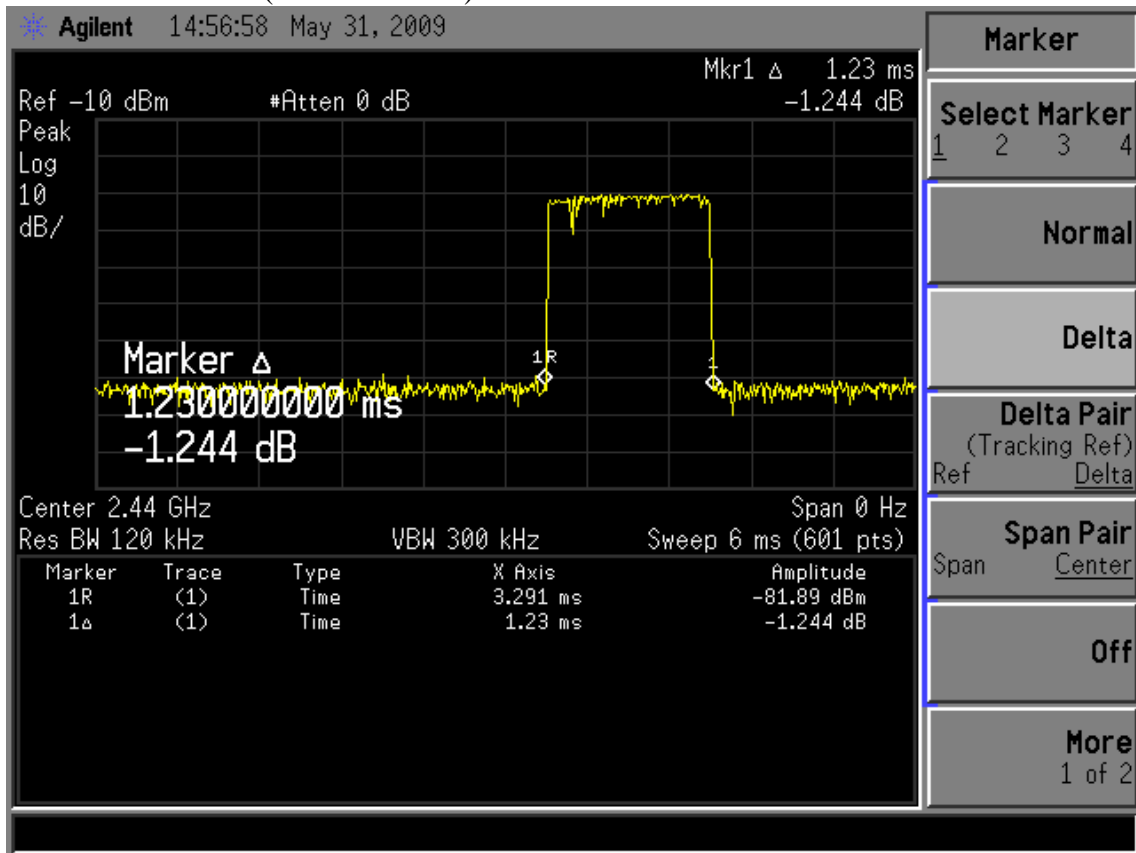 Agilent 14:56:58 May 31, 2009
Mkr1 Δ 1.23 ms
Ref -10 dBm #Atten 0 dB -1.244 dB
Peak
Log
10
dB/
1R
1
Marker Δ
1.230000000 ms
-1.244 dB
Center 2.44 GHz Span 0 Hz
Res BW 120 kHz VBW 300 kHz Sweep 6 ms (601 pts)
Marker Trace Type X Axis Amplitude
1R (1) Time 3.291 ms -81.89 dBm
1Δ (1) Time 1.23 ms -1.244 dB
Marker
Select Marker
1 2 3 4
Normal
Delta
Delta Pair
(Tracking Ref)
Ref Delta
Span Pair
Span Center
Off
More
1 of 2